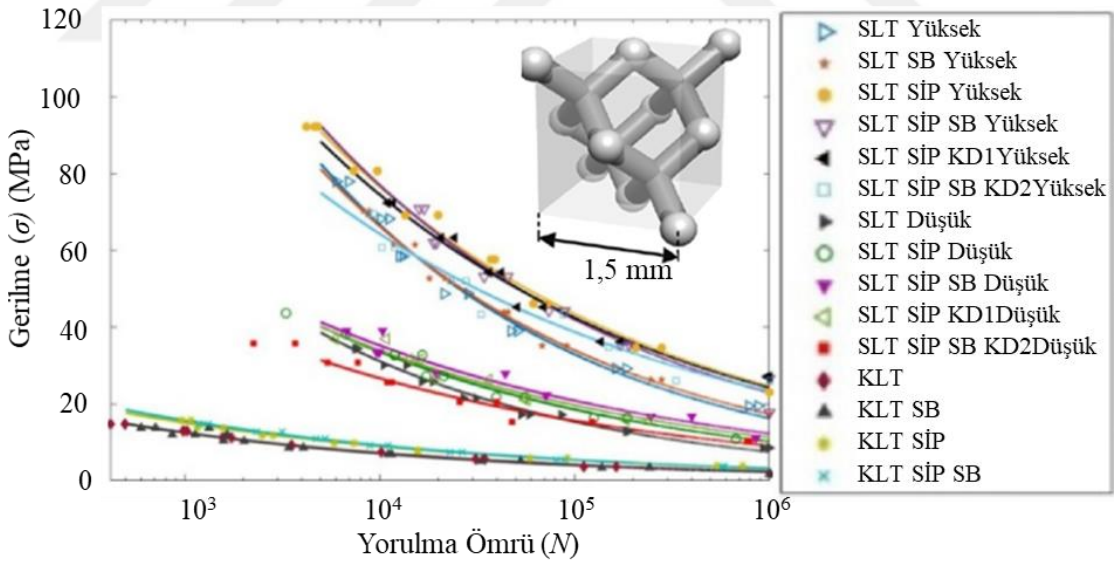 Gerilme (σ) (MPa)
120
100
80
60
40
20
0
10³
10⁴
10⁵
10⁶
Yorulma Ömrü (N)
1,5 mm
SLT Yüksek
SLT SB Yüksek
SLT SİP Yüksek
SLT SİP SB Yüksek
SLT SİP KD1Yüksek
SLT SİP SB KD2Yüksek
SLT Düşük
SLT SİP Düşük
SLT SİP SB Düşük
SLT SİP KD1Düşük
SLT SİP SB KD2Düşük
KLT
KLT SB
KLT SİP
KLT SİP SB